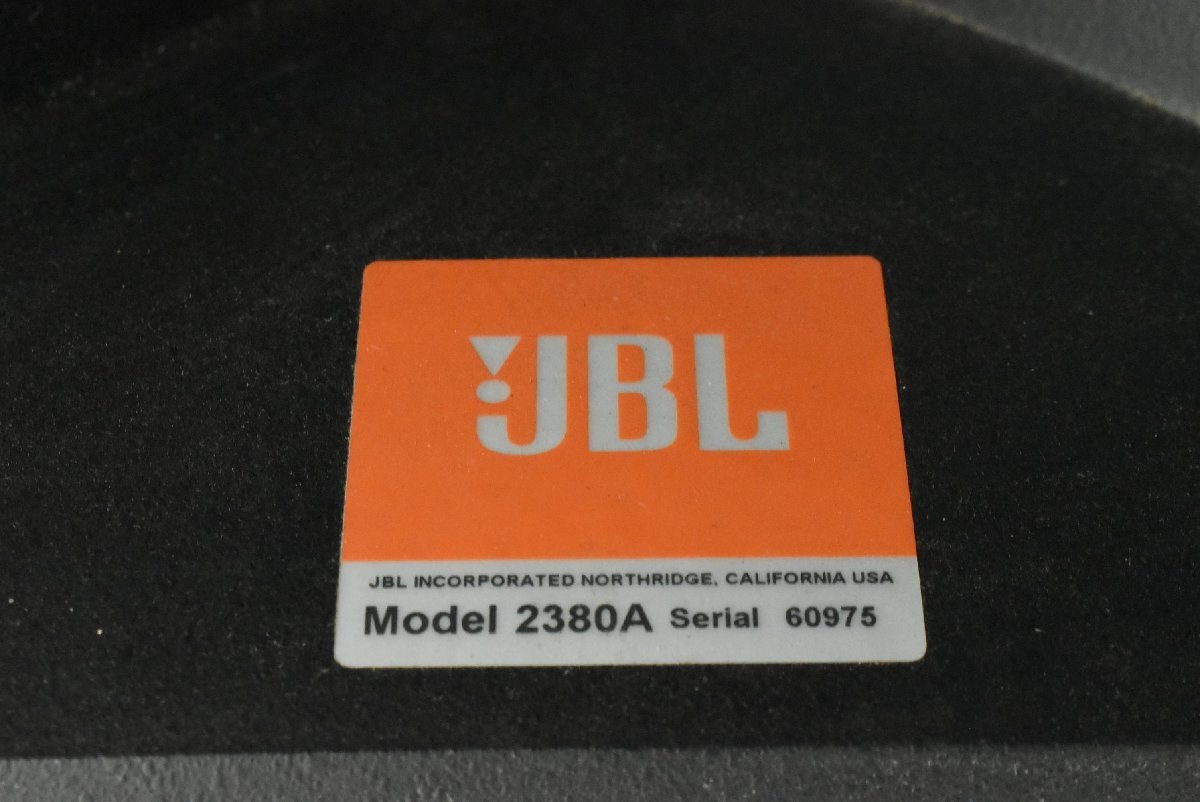 JBL
JBL INCORPORATED NORTHRIDGE, CALIFORNIA USA
Model 2380A Serial 60975